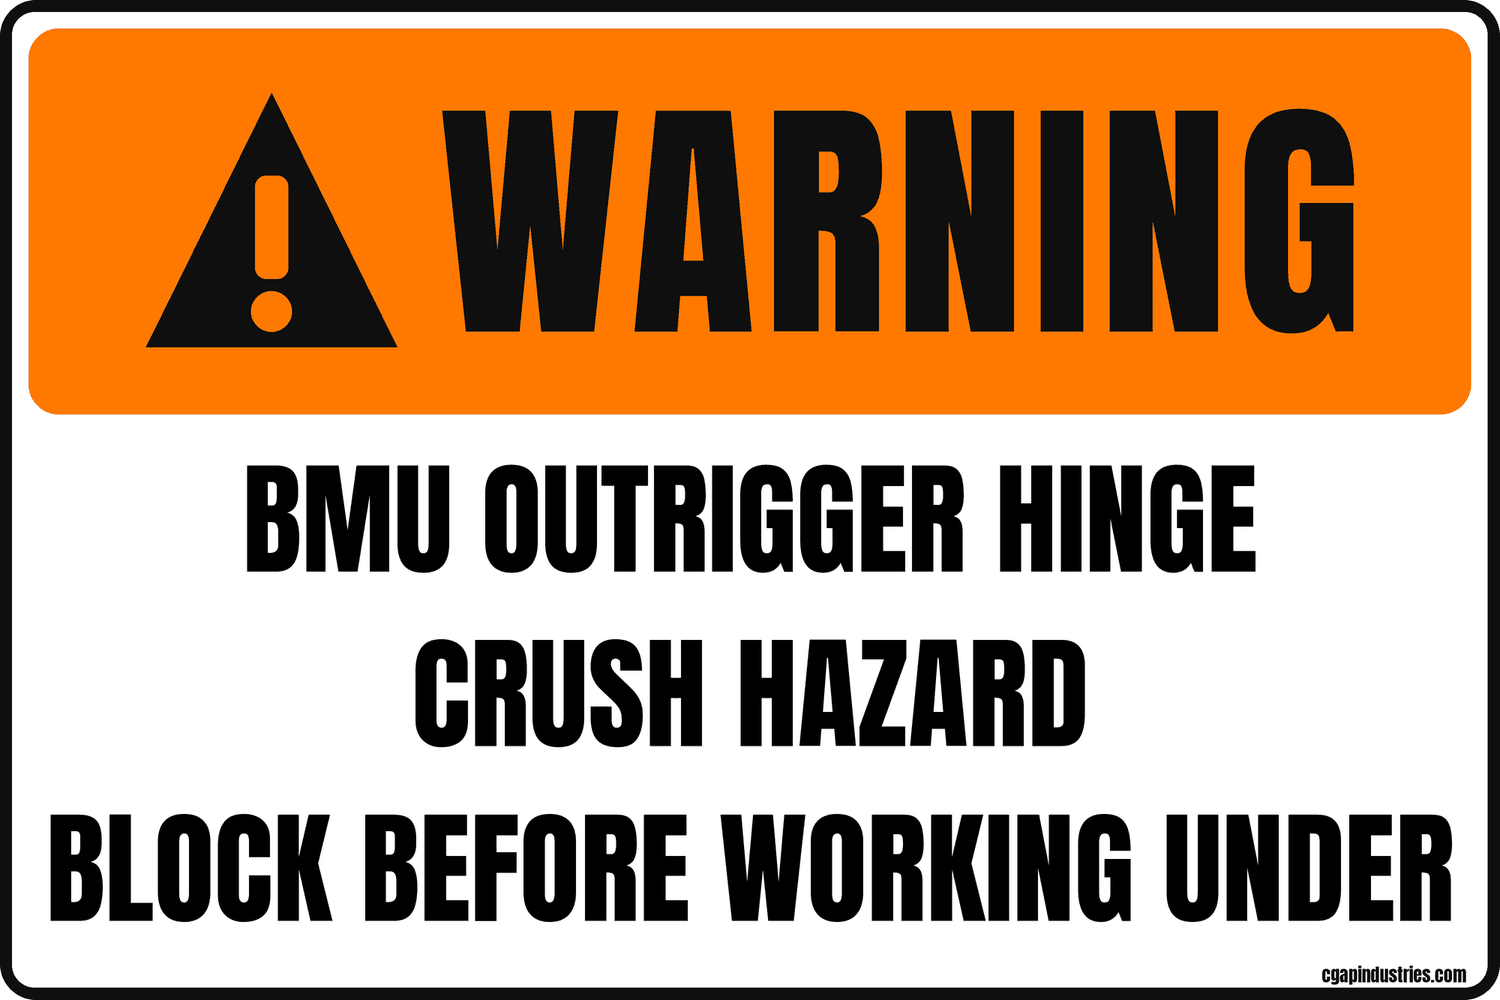 WARNING
BMU OUTRIGGER HINGE
CRUSH HAZARD
BLOCK BEFORE WORKING UNDER
cgapindustries.com